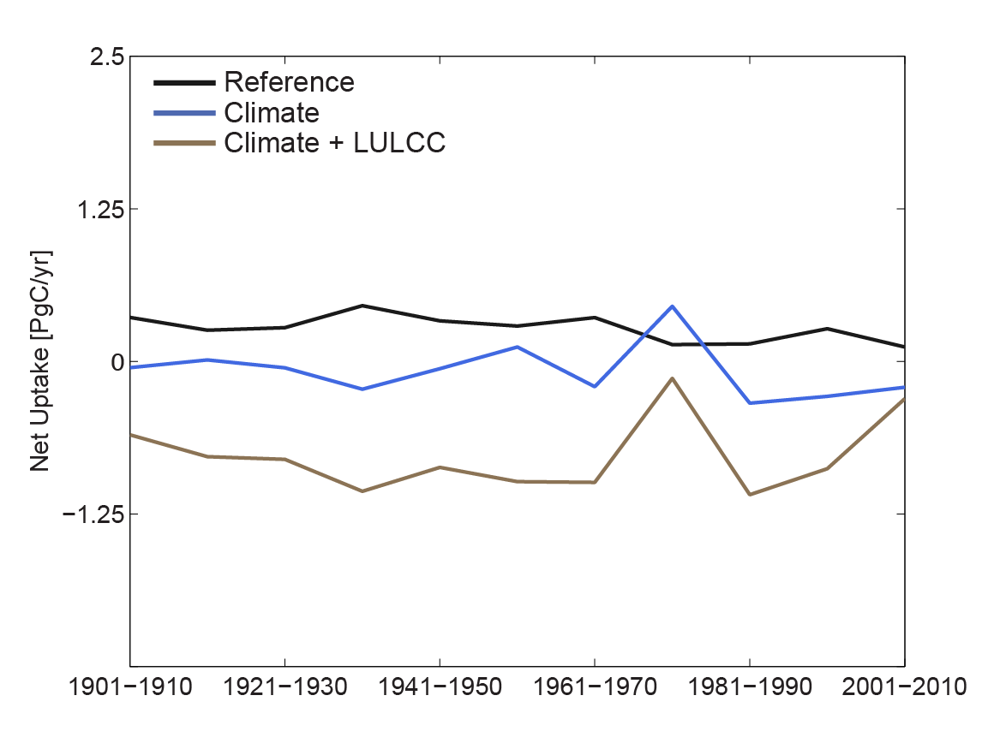 2.5
Reference
Climate
Climate + LULCC
1.25
Net Uptake [PgC/yr]
0
−1.25
1901−1910 1921−1930 1941−1950 1961−1970 1981−1990 2001−2010